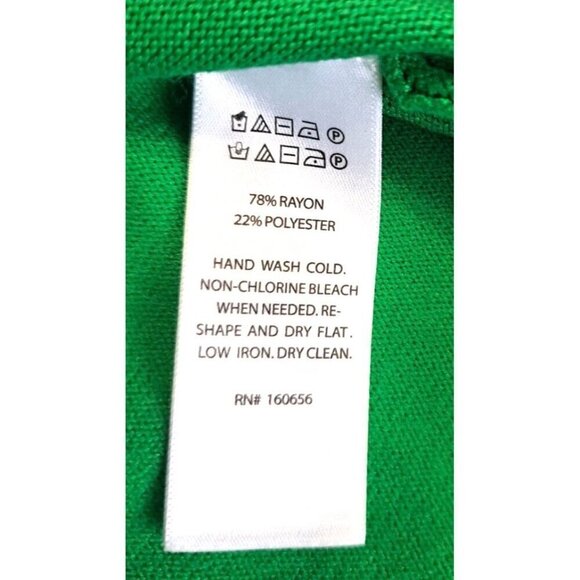 P
P
78% RAYON
22% POLYESTER
HAND WASH COLD.
NON-CHLORINE BLEACH
WHEN NEEDED. RE-
SHAPE AND DRY FLAT.
LOW IRON. DRY CLEAN.
RN# 160656